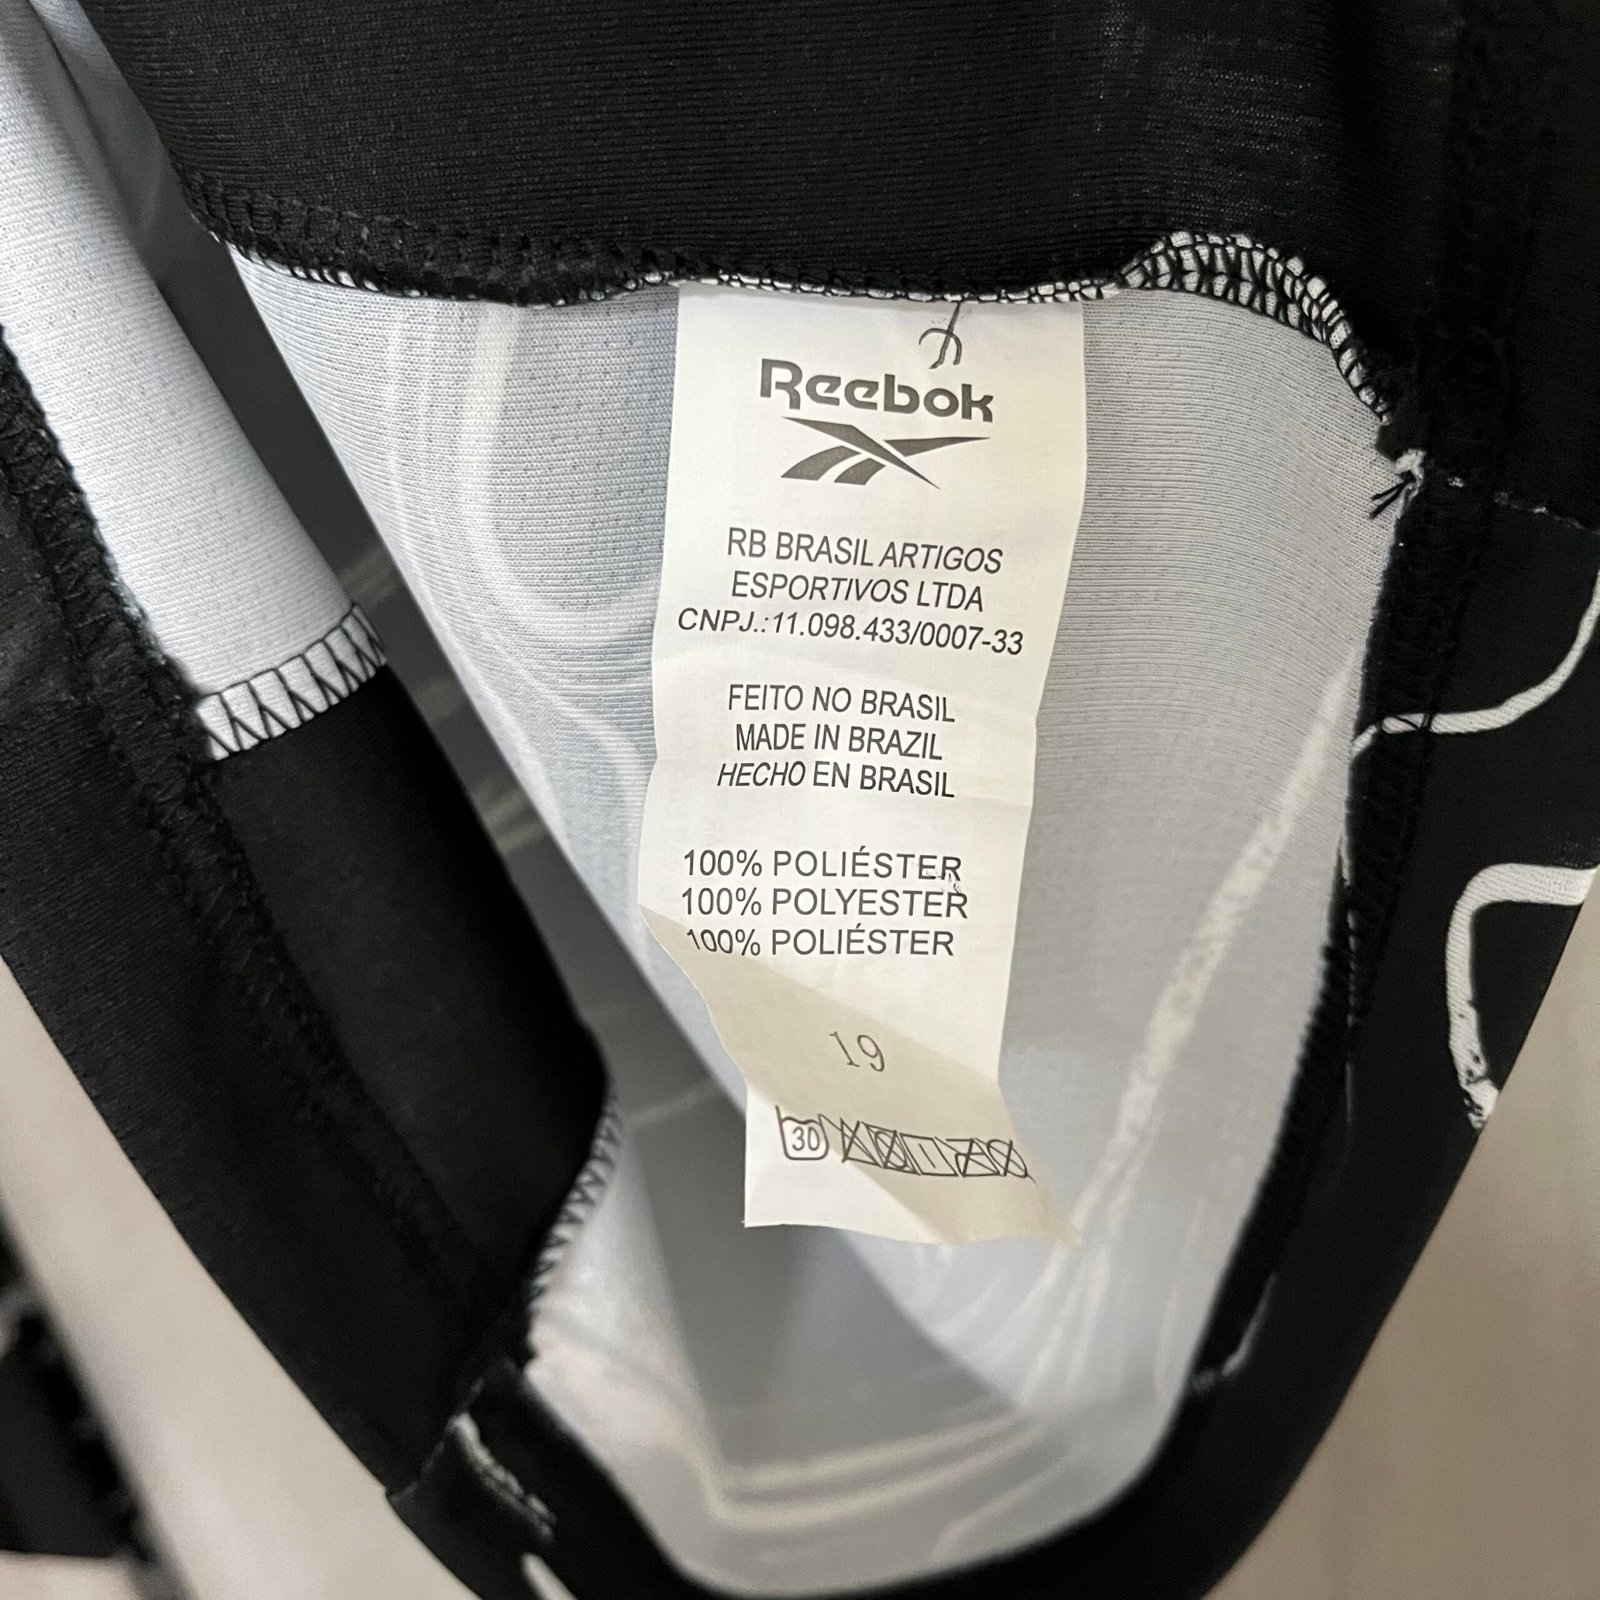 Reebok
RB BRASIL ARTIGOS
ESPORTIVOS LTDA
CNPJ.:11.098.433/0007-33
FEITO NO BRASIL
MADE IN BRAZIL
HECHO EN BRASIL
100% POLIÉSTER
100% POLYESTER
100% POLIÉSTER
19
30